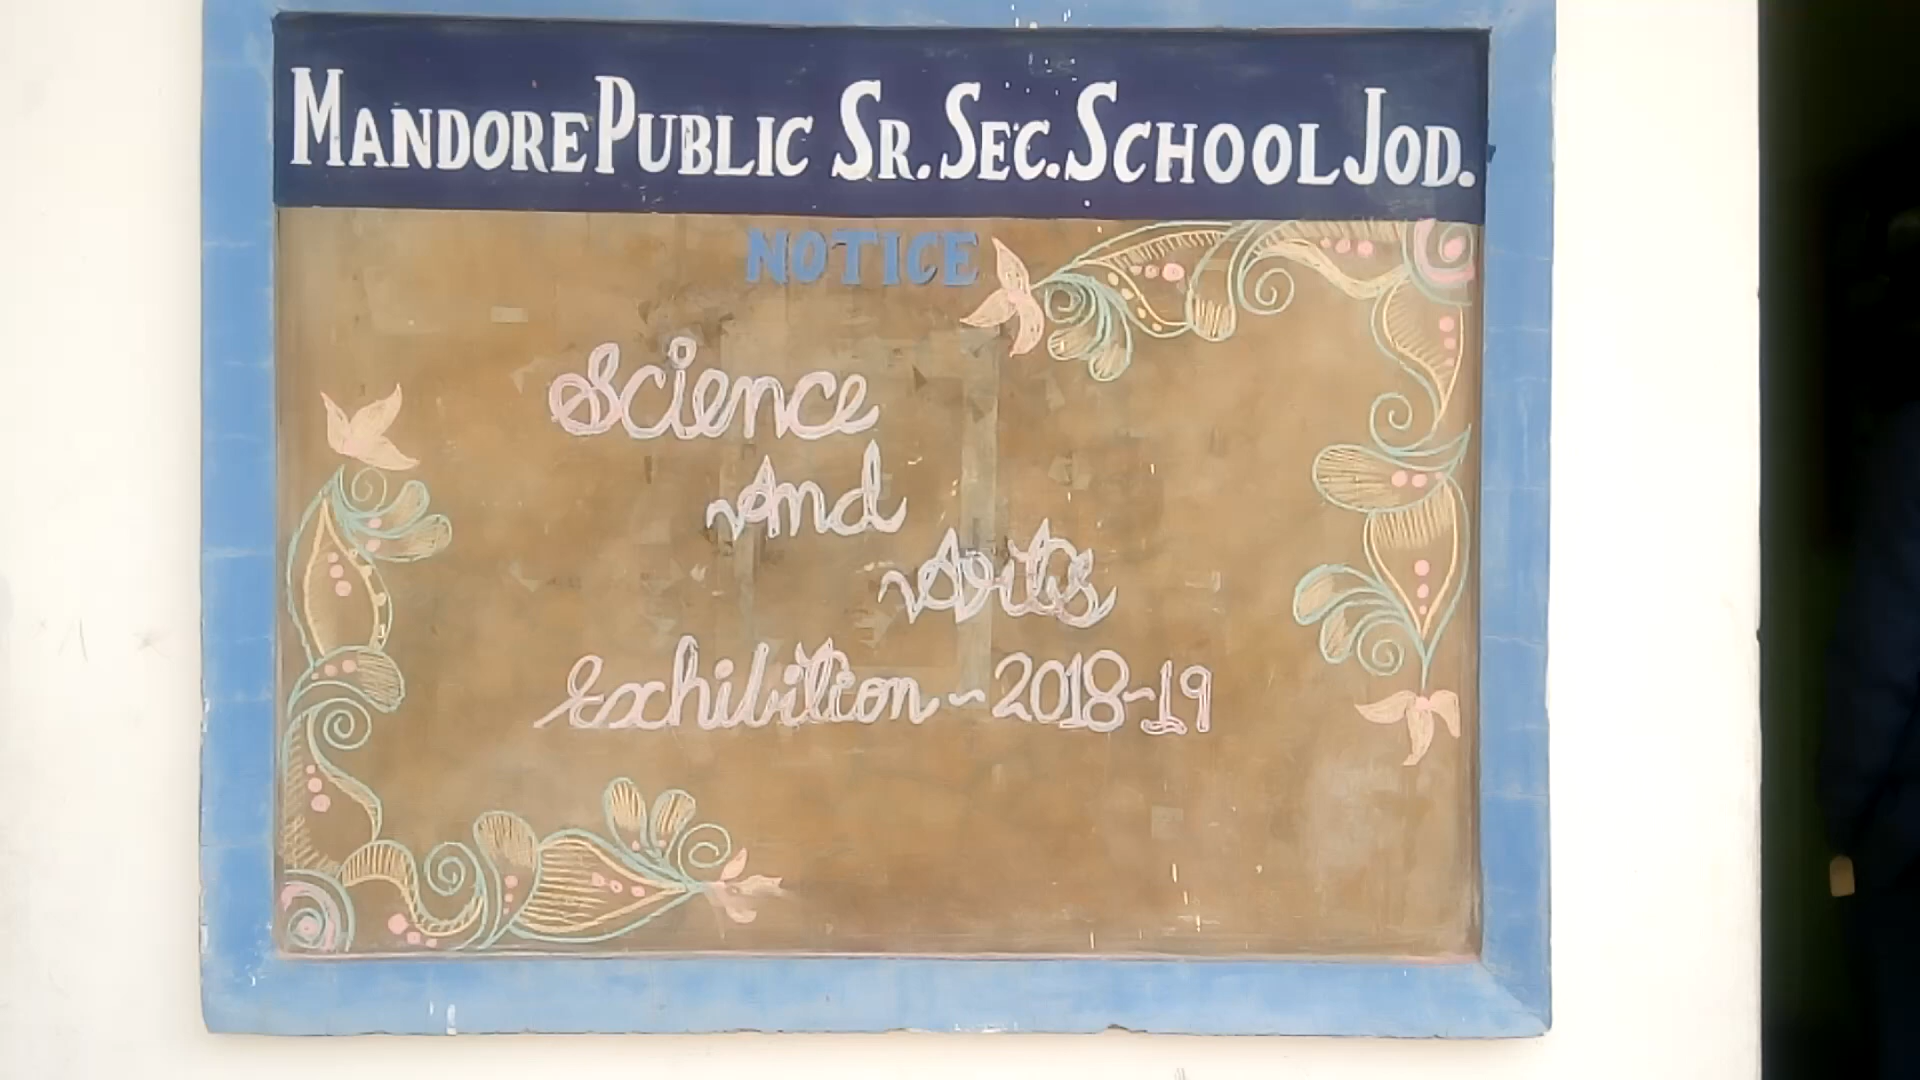 MANDORE PUBLIC SR. SEC. SCHOOL JOD.
NOTICE
Science
And
Arts
Exhibition - 2018-19